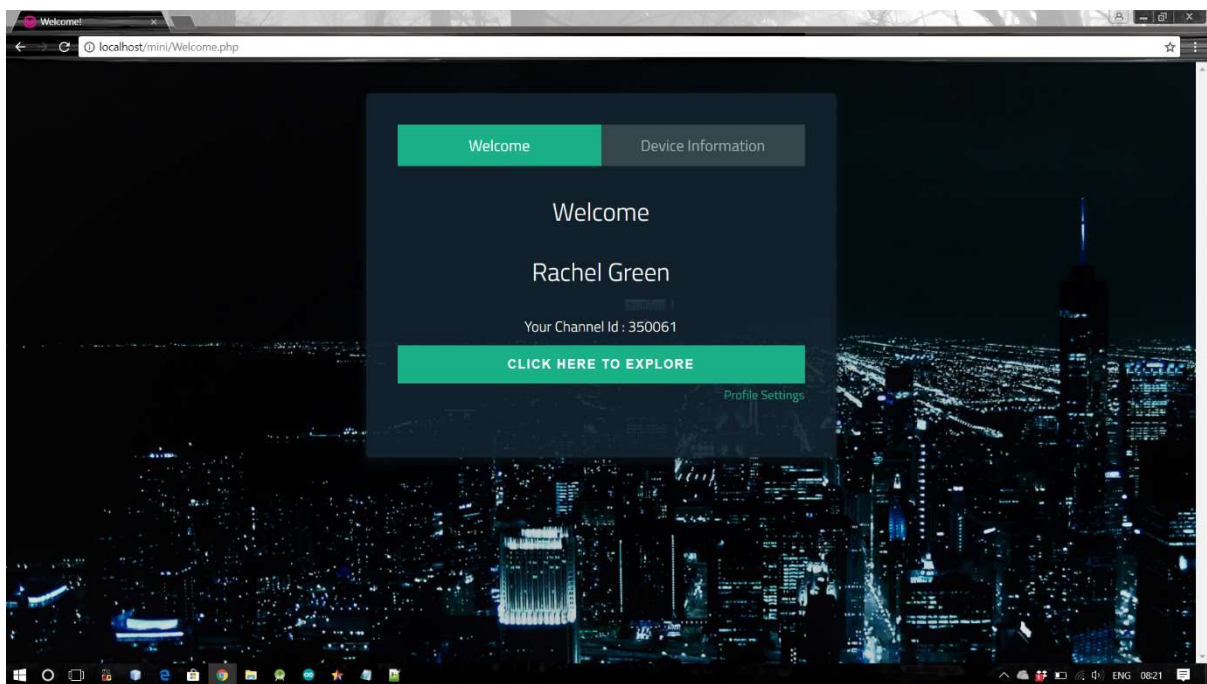 Welcome!
localhost/mini/Welcome.php
Welcome
Device Information
Welcome
Rachel Green
Your Channel Id : 350061
CLICK HERE TO EXPLORE
Profile Settings
ENG 08:21